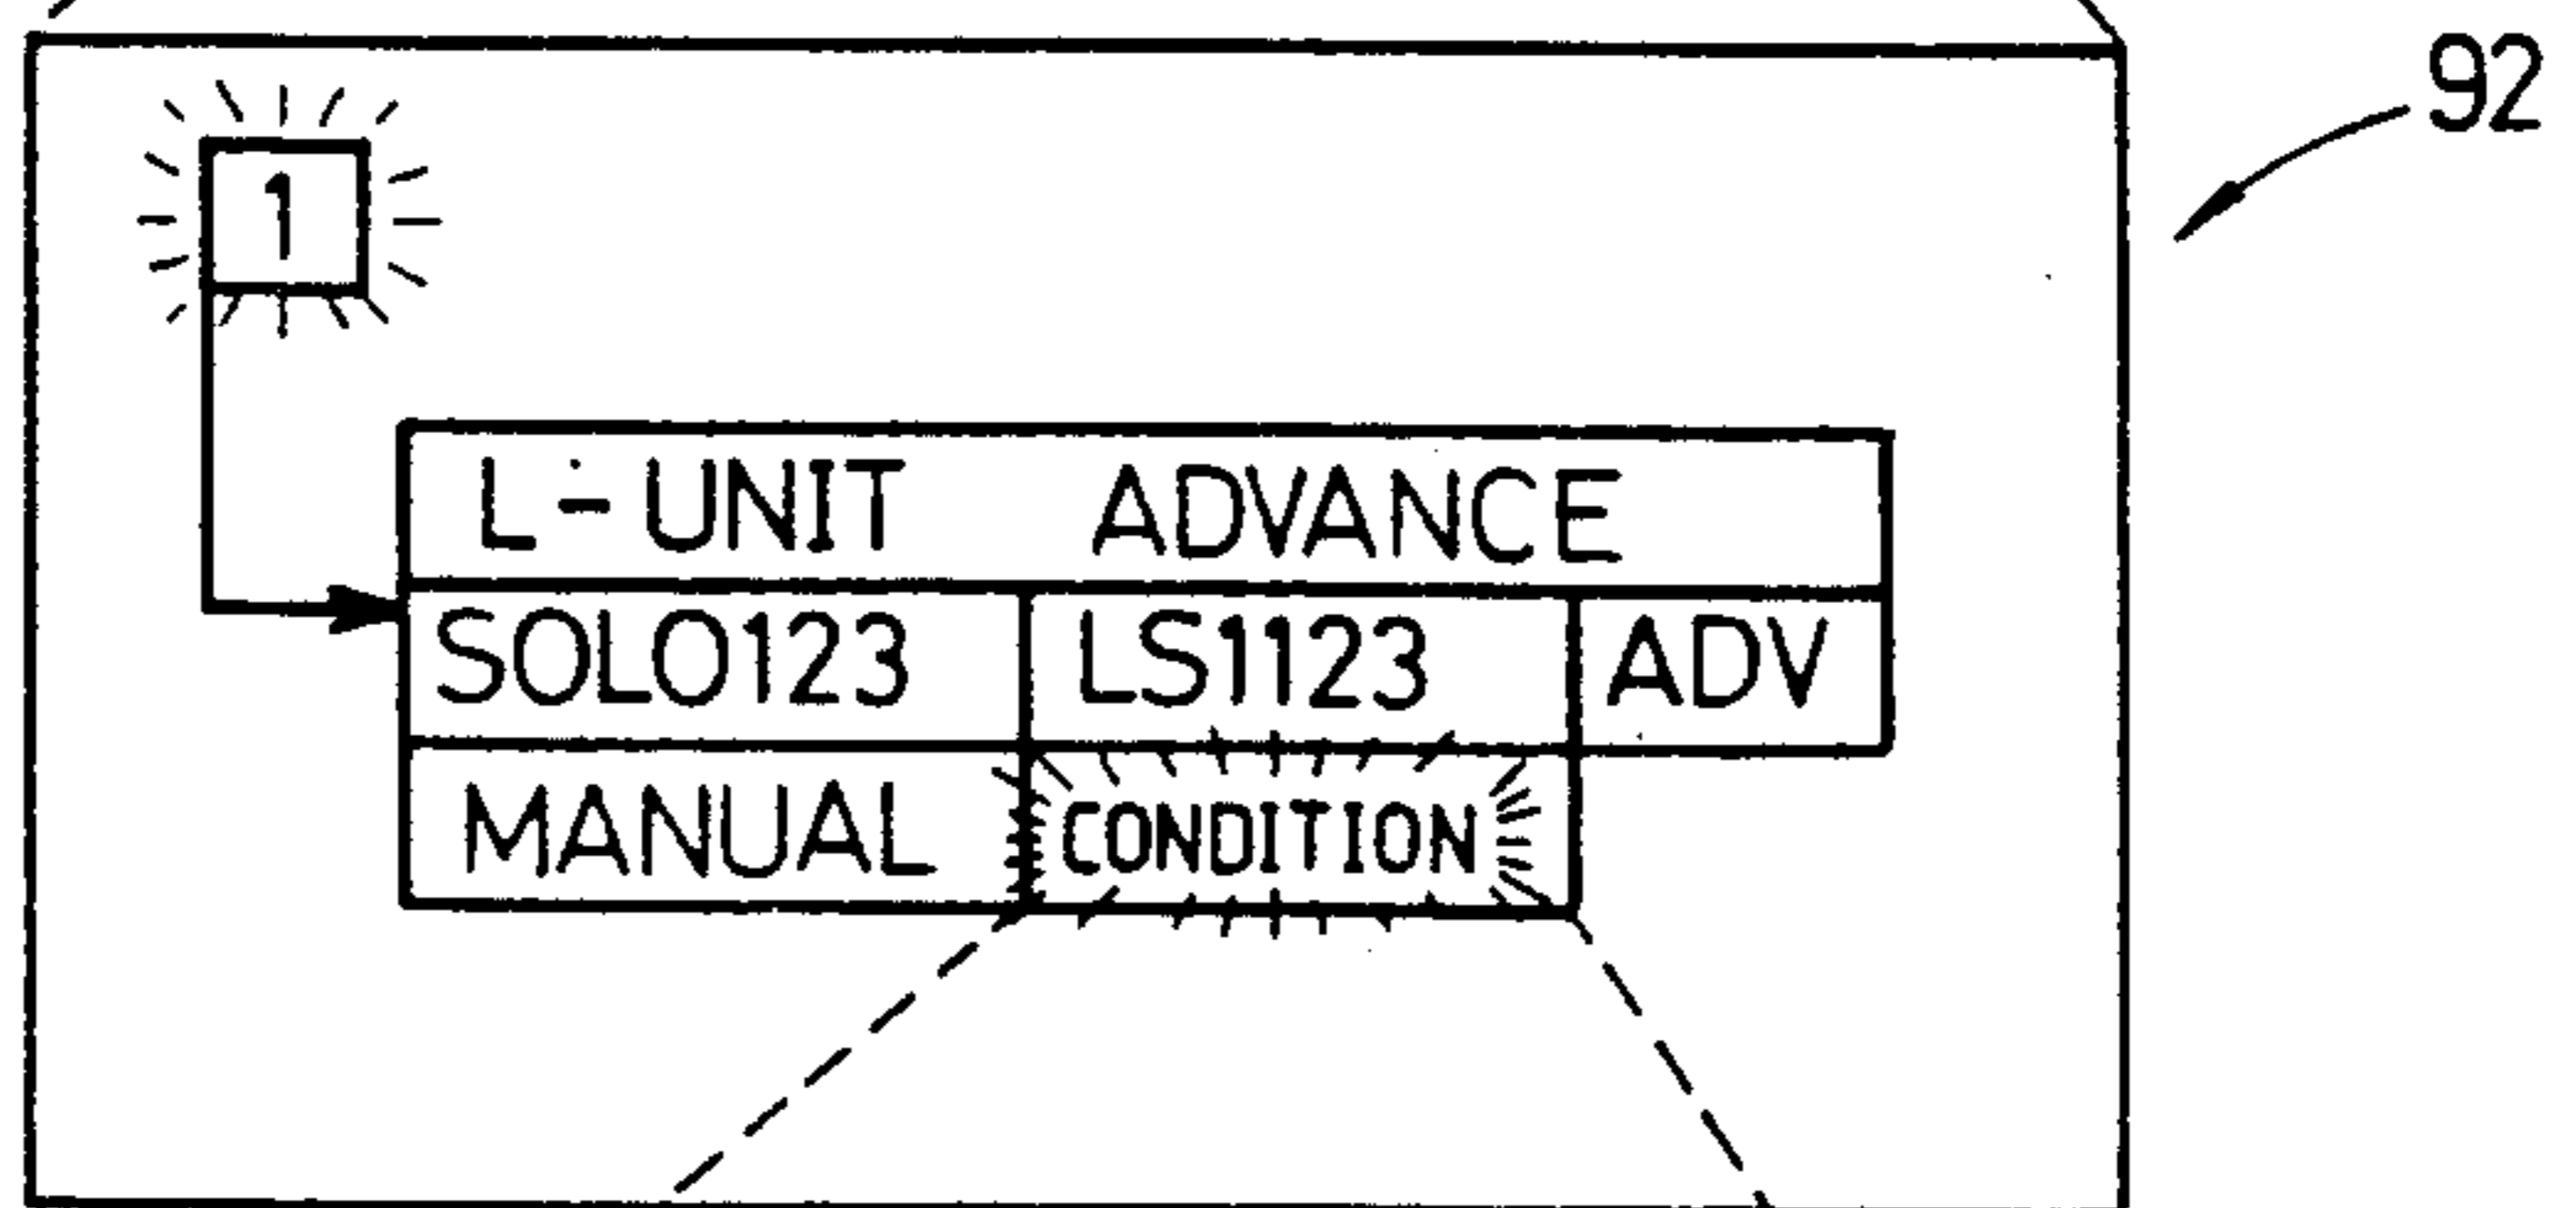 92
1
L-UNIT ADVANCE
SOLO123 LS1123 ADV
MANUAL CONDITION